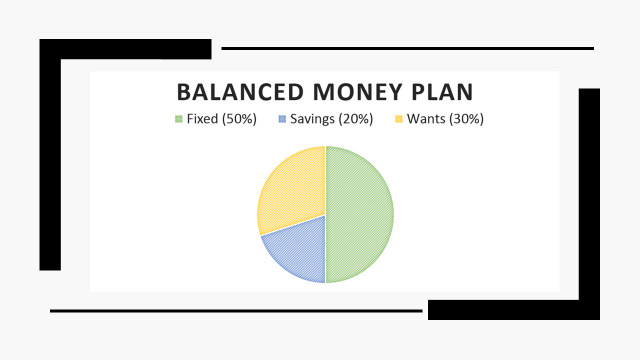 BALANCED MONEY PLAN
Fixed (50%) Savings (20%) Wants (30%)